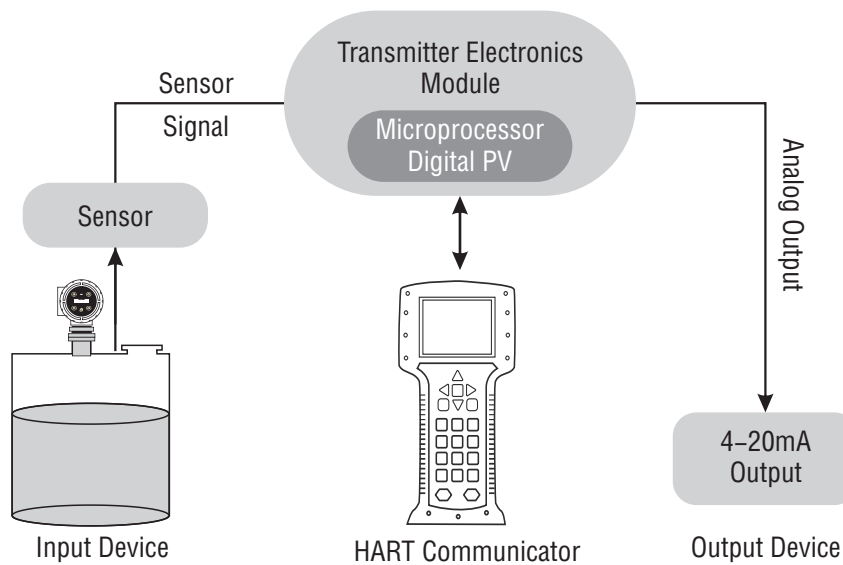 Transmitter Electronics
Module
Microprocessor
Digital PV
Sensor
Signal
Sensor
Analog Output
4–20mA
Output
Input Device
HART Communicator
Output Device